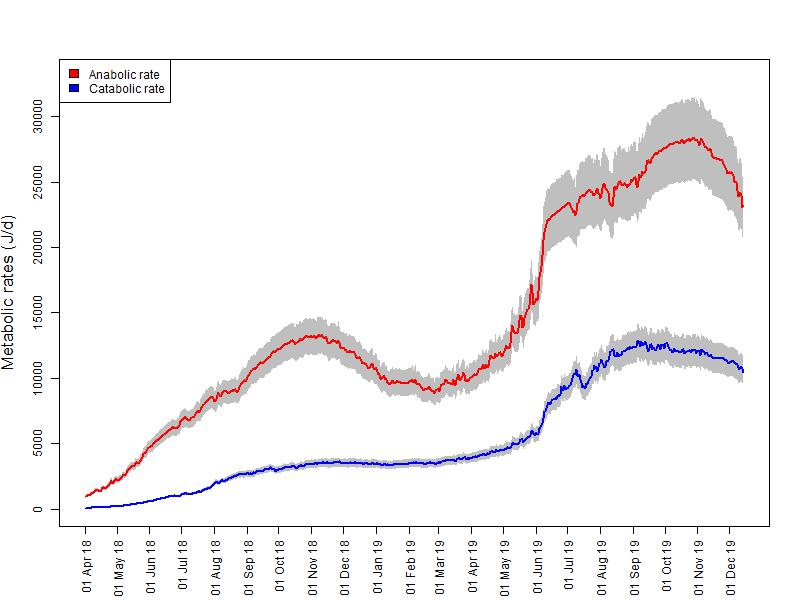 Anabolic rate
Catabolic rate
Metabolic rates (J/d)
30000
25000
20000
15000
10000
5000
0
01 Apr 18
01 May 18
01 Jun 18
01 Jul 18
01 Aug 18
01 Sep 18
01 Oct 18
01 Nov 18
01 Dec 18
01 Jan 19
01 Feb 19
01 Mar 19
01 Apr 19
01 May 19
01 Jun 19
01 Jul 19
01 Aug 19
01 Sep 19
01 Oct 19
01 Nov 19
01 Dec 19